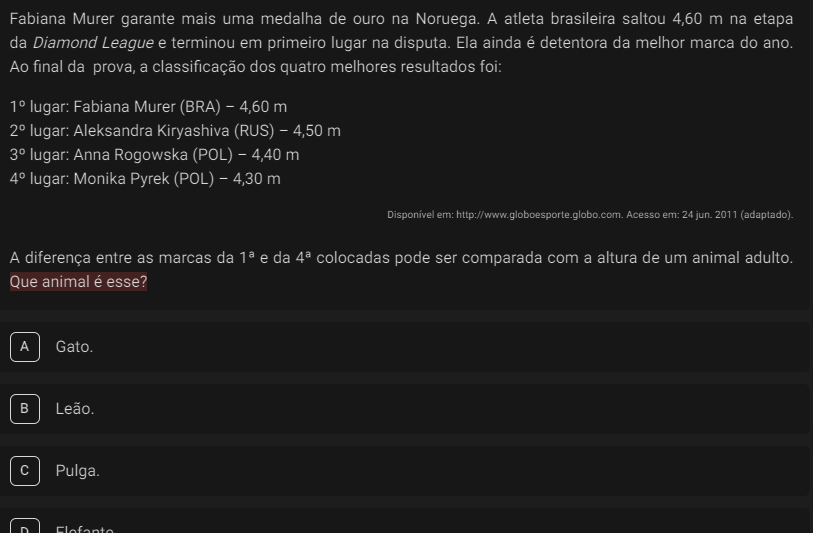 Fabiana Murer garante mais uma medalha de ouro na Noruega. A atleta brasileira saltou 4,60 m na etapa
da Diamond League e terminou em primeiro lugar na disputa. Ela ainda é detentora da melhor marca do ano.
Ao final da prova, a classificação dos quatro melhores resultados foi:
1º lugar: Fabiana Murer (BRA) – 4,60 m
2º lugar: Aleksandra Kiryashiva (RUS) – 4,50 m
3º lugar: Anna Rogowska (POL) – 4,40 m
4º lugar: Monika Pyrek (POL) – 4,30 m
Disponível em: http://www.globoesporte.globo.com. Acesso em: 24 jun. 2011 (adaptado).
A diferença entre as marcas da 1ª e da 4ª colocadas pode ser comparada com a altura de um animal adulto.
Que animal é esse?
A Gato.
B Leão.
C Pulga.
D Elefante.